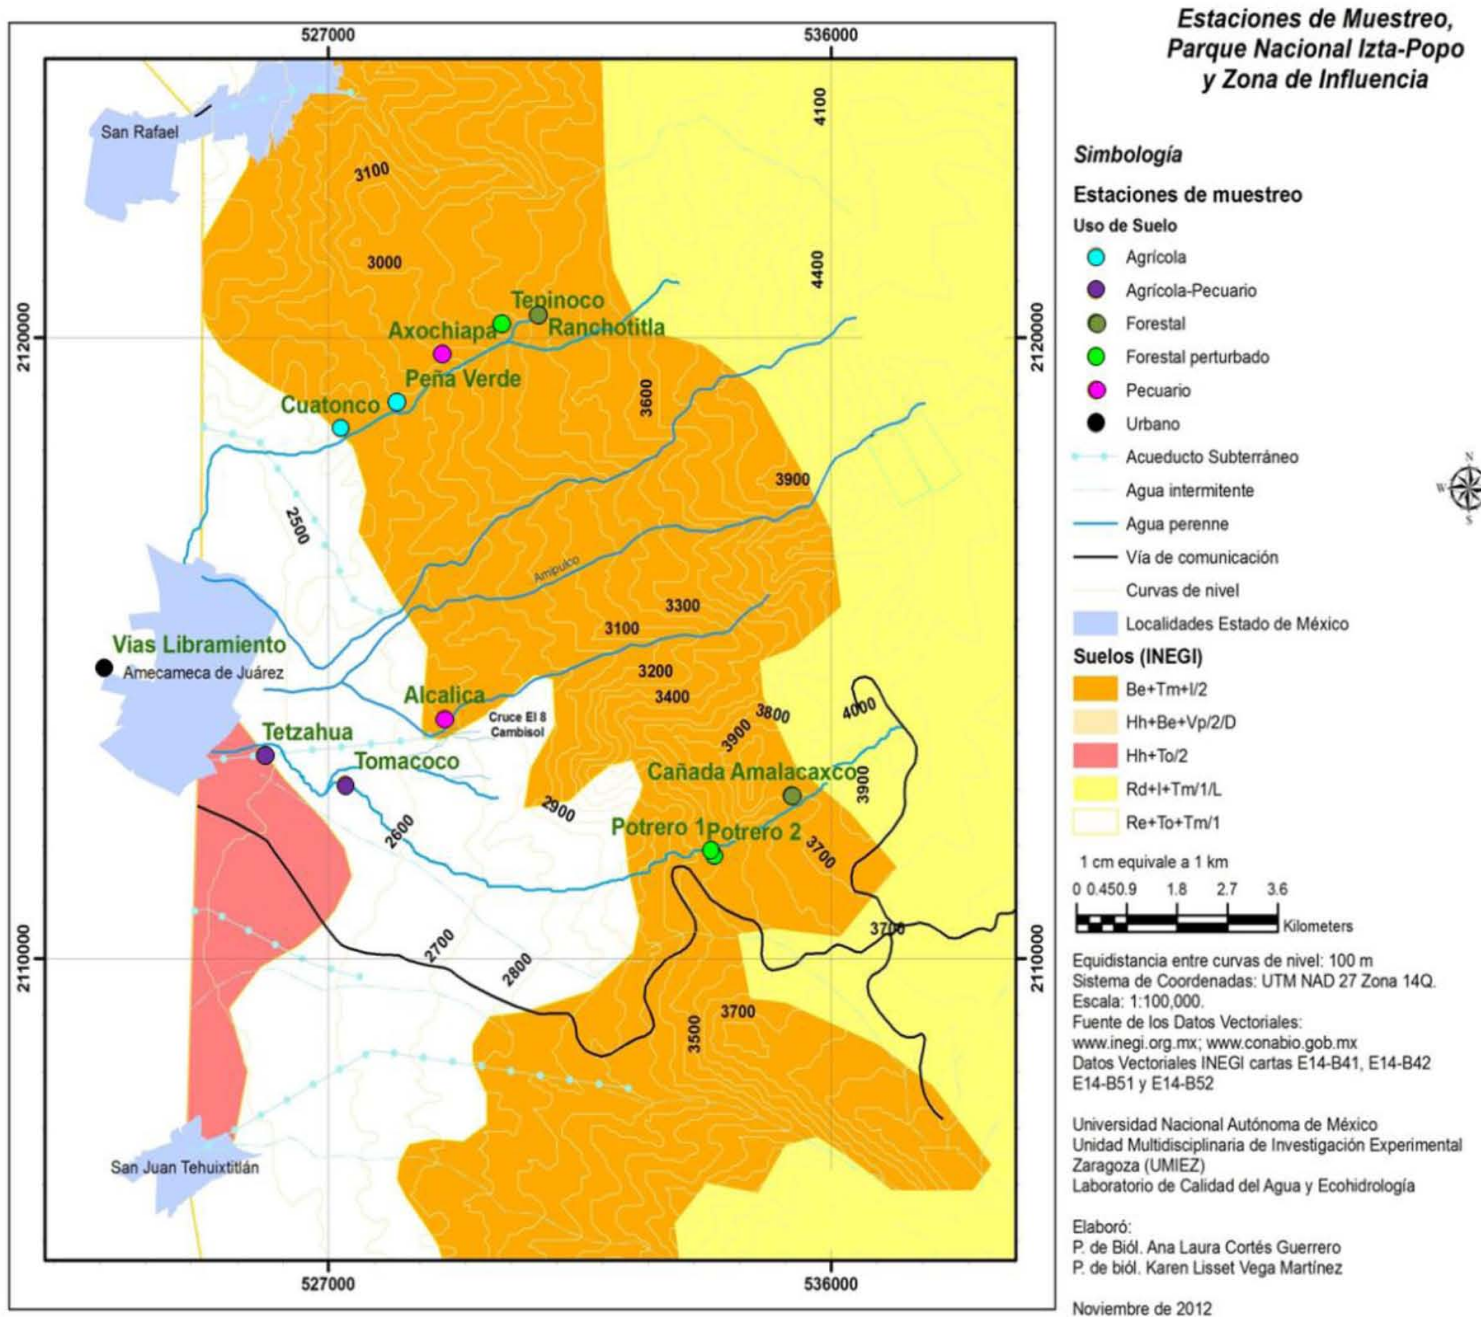 Estaciones de Muestreo,
Parque Nacional Izta-Popo
y Zona de Influencia
Simbología
Estaciones de muestreo
Uso de Suelo
Agrícola
Agrícola-Pecuario
Forestal
Forestal perturbado
Pecuario
Urbano
Acueducto Subterráneo
Agua intermitente
Agua perenne
Vía de comunicación
Curvas de nivel
Localidades Estado de México
Suelos (INEGI)
Be+Tm+I/2
Hh+Be+Vp/2/D
Hh+To/2
Rd+I+Tm/1/L
Re+To+Tm/1
N
W
S
1 cm equivale a 1 km
0 0.450.9 1.8 2.7 3.6
Kilometers
Equidistancia entre curvas de nivel: 100 m
Sistema de Coordenadas: UTM NAD 27 Zona 14Q.
Escala: 1:100,000.
Fuente de los Datos Vectoriales:
www.inegi.org.mx; www.conabio.gob.mx
Datos Vectoriales INEGI cartas E14-B41, E14-B42
E14-B51 y E14-B52
Universidad Nacional Autónoma de México
Unidad Multidisciplinaria de Investigación Experimental
Zaragoza (UMIEZ)
Laboratorio de Calidad del Agua y Ecohidrología
Elaboró:
P. de Biól. Ana Laura Cortés Guerrero
P. de biól. Karen Lisset Vega Martínez
Noviembre de 2012
527000
536000
San Rafael
4100
3100
3000
4400
2120000
2120000
Tepinoco
Axochiapa
Ranchotitla
Peña Verde
Cuatonco
3600
3900
2500
Amipulco
3300
3100
Vias Libramiento
Amecameca de Juárez
3200
3400
Alcalica
Cruce El 8
Cambisol
3800
4000
3900
Tetzahua
Tomacoco
Cañada Amalacaxco
3900
2900
2600
Potrero 1
Potrero 2
3700
2700
2800
3700
2110000
2110000
3700
3500
San Juan Tehuixtitlán
527000
536000